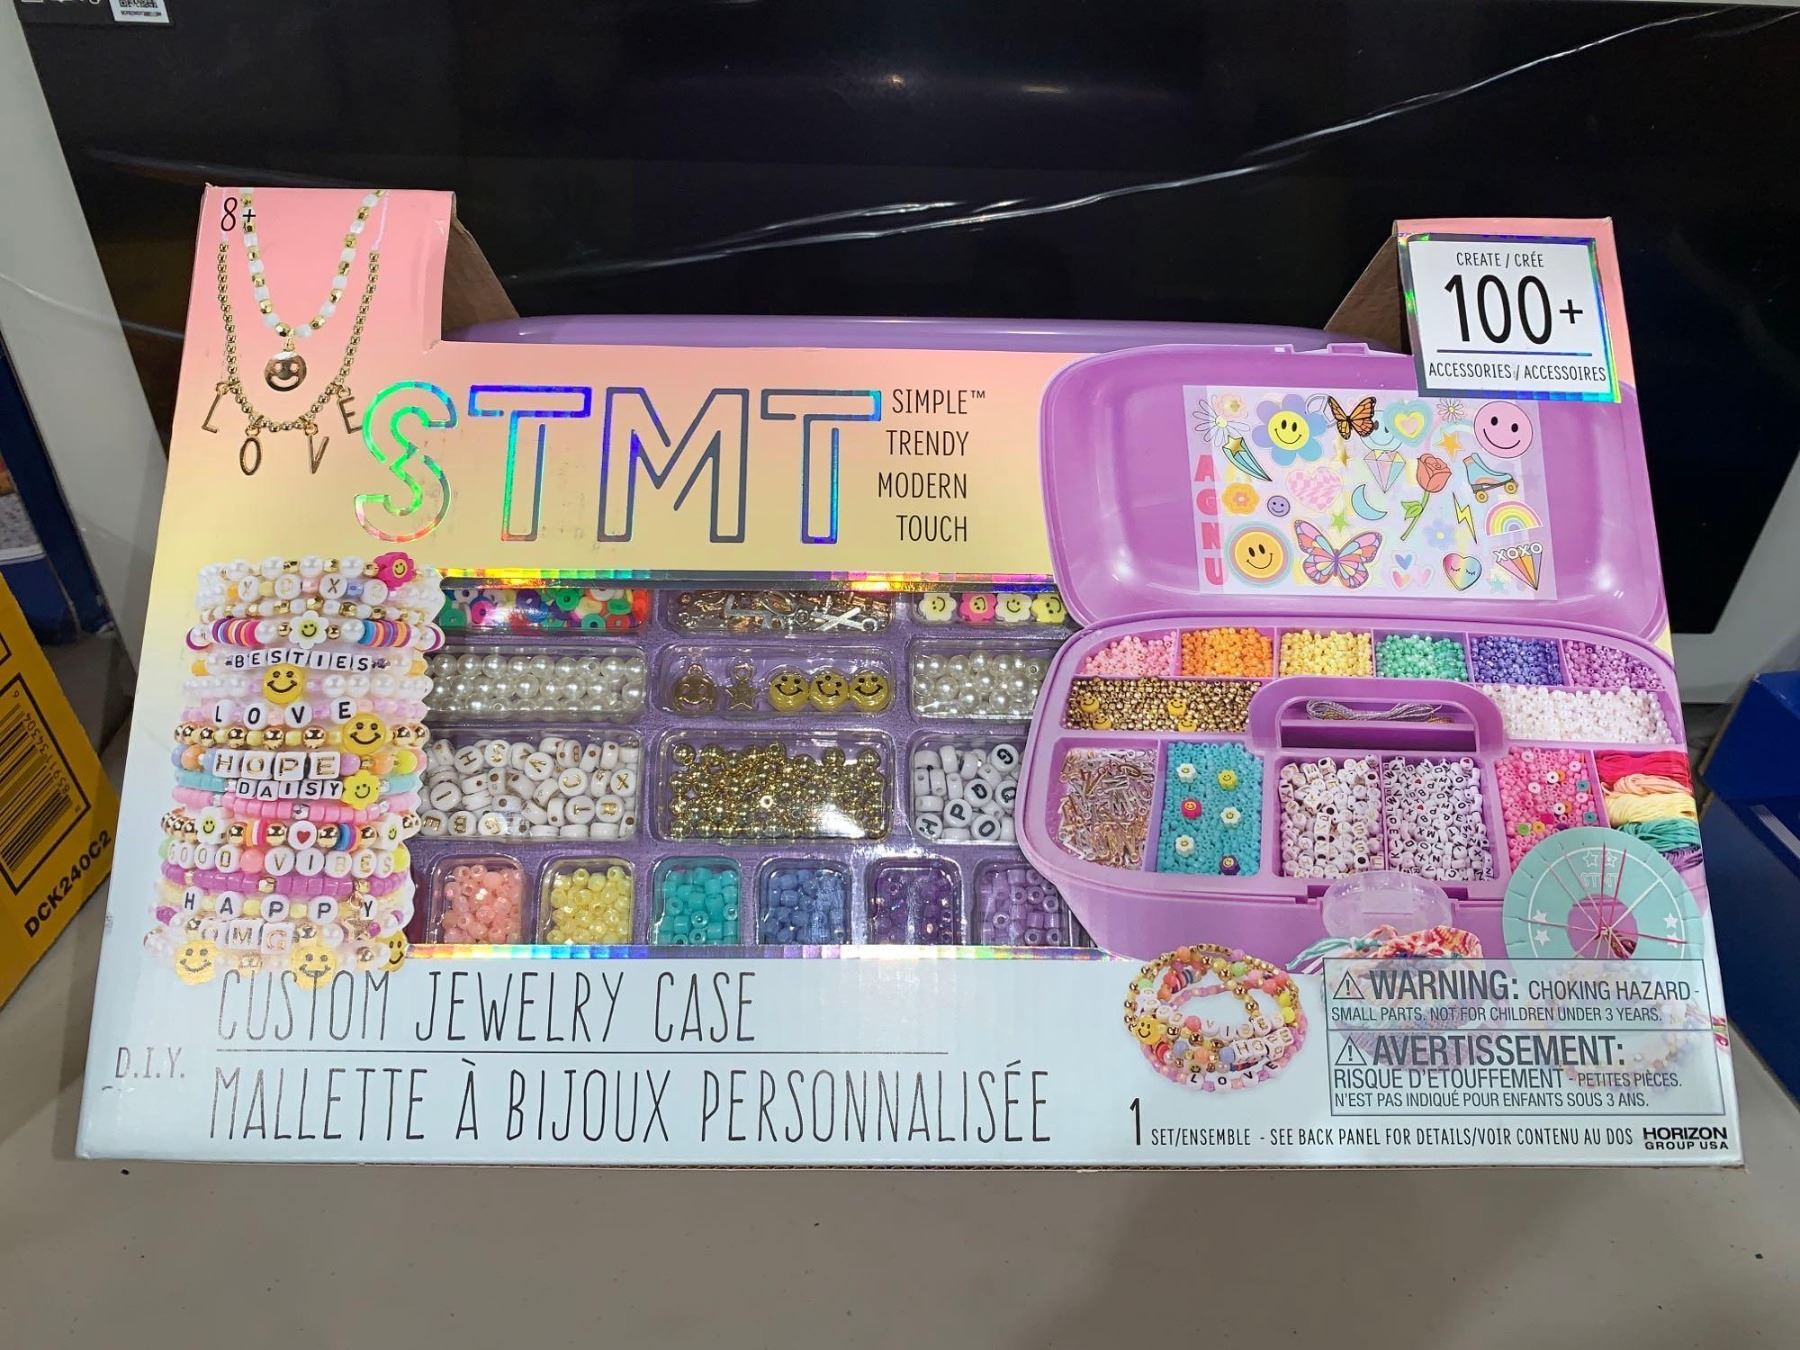 8+
LOVE
STMT
SIMPLE™
TRENDY
MODERN
TOUCH
CREATE / CRÉE
100+
ACCESSORIES / ACCESSOIRES
AGNU
XOXO
BESTIES
LOVE
HOPE
DAISY
GOOD VIBES
HAPPY
OMG
D.I.Y.
CUSTOM JEWELRY CASE
MALLETTE À BIJOUX PERSONNALISÉE
HOPE
LOVE
⚠ WARNING: CHOKING HAZARD -
SMALL PARTS. NOT FOR CHILDREN UNDER 3 YEARS.
⚠ AVERTISSEMENT:
RISQUE D'ÉTOUFFEMENT - PETITES PIÈCES.
N'EST PAS INDIQUÉ POUR ENFANTS SOUS 3 ANS.
1 SET/ENSEMBLE - SEE BACK PANEL FOR DETAILS/VOIR CONTENU AU DOS
HORIZON
GROUP USA
DCK240C2